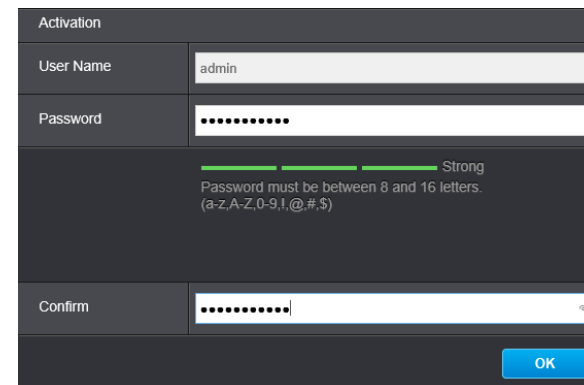 Activation
User Name
admin
Password
•••••••••••
Strong
Password must be between 8 and 16 letters.
(a-z,A-Z,0-9,!,@,#,$)
Confirm
•••••••••••
OK